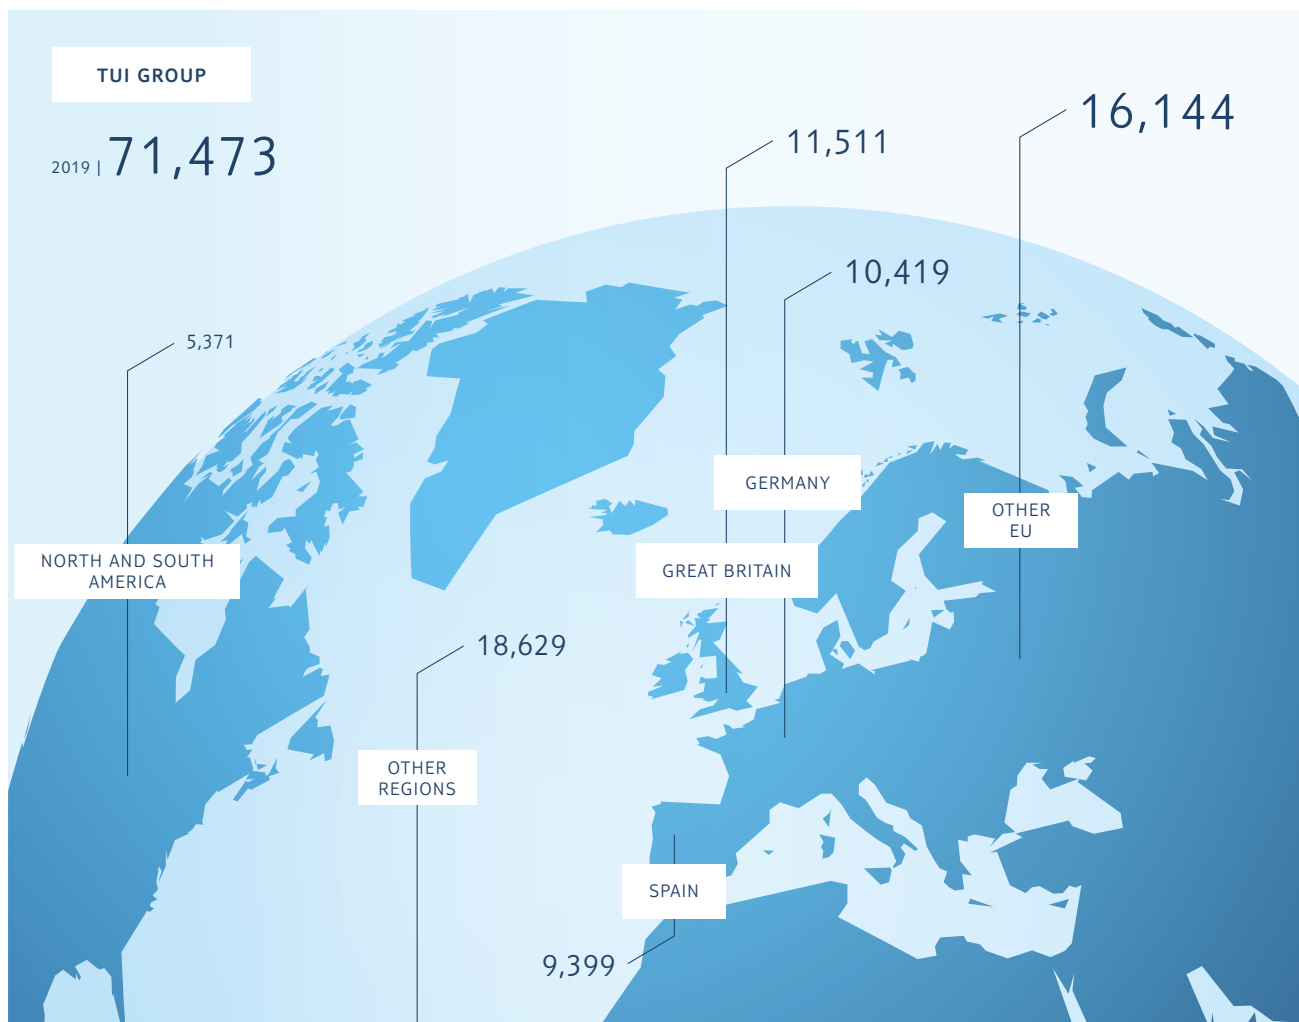 TUI GROUP
2019 | 71,473
16,144
11,511
10,419
5,371
GERMANY
OTHER
EU
NORTH AND SOUTH
AMERICA
GREAT BRITAIN
18,629
OTHER
REGIONS
SPAIN
9,399